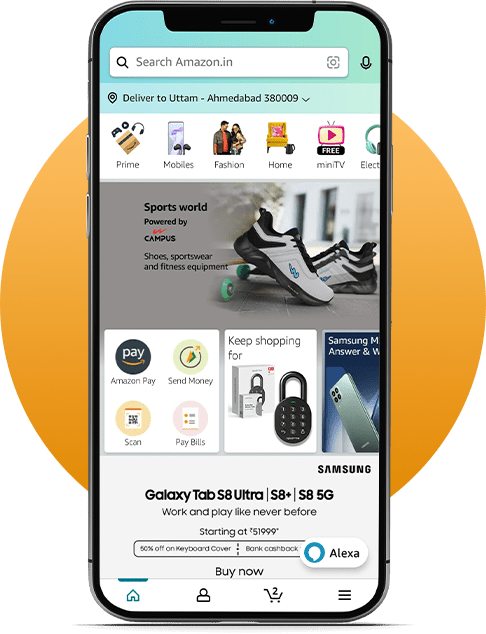 Search Amazon.in
Deliver to Uttam - Ahmedabad 380009
Prime
Mobiles
Fashion
Home
FREE
miniTV
Elect
Sports world
Powered by
CAMPUS
Shoes, sportswear
and fitness equipment
pay
Amazon Pay
Send Money
Scan
Pay Bills
Keep shopping
for
Samsung M
Answer & W
SAMSUNG
Galaxy Tab S8 Ultra | S8+ | S8 5G
Work and play like never before
Starting at ₹51999*
50% off on Keyboard Cover
Bank cashback
Alexa
Buy now
2